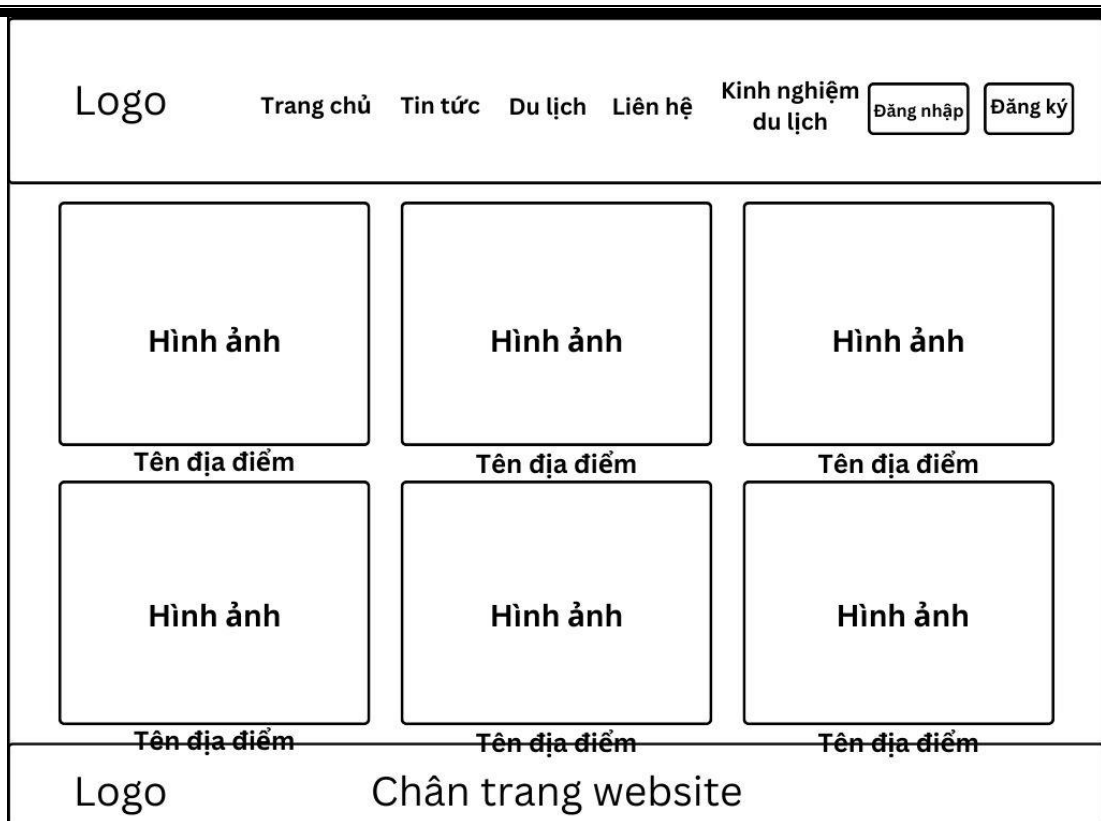 Logo
Trang chủ
Tin tức
Du lịch
Liên hệ
Kinh nghiệm
du lịch
Đăng nhập
Đăng ký
Hình ảnh
Hình ảnh
Hình ảnh
Tên địa điểm
Tên địa điểm
Tên địa điểm
Hình ảnh
Hình ảnh
Hình ảnh
Tên địa điểm
Tên địa điểm
Tên địa điểm
Logo
Chân trang website